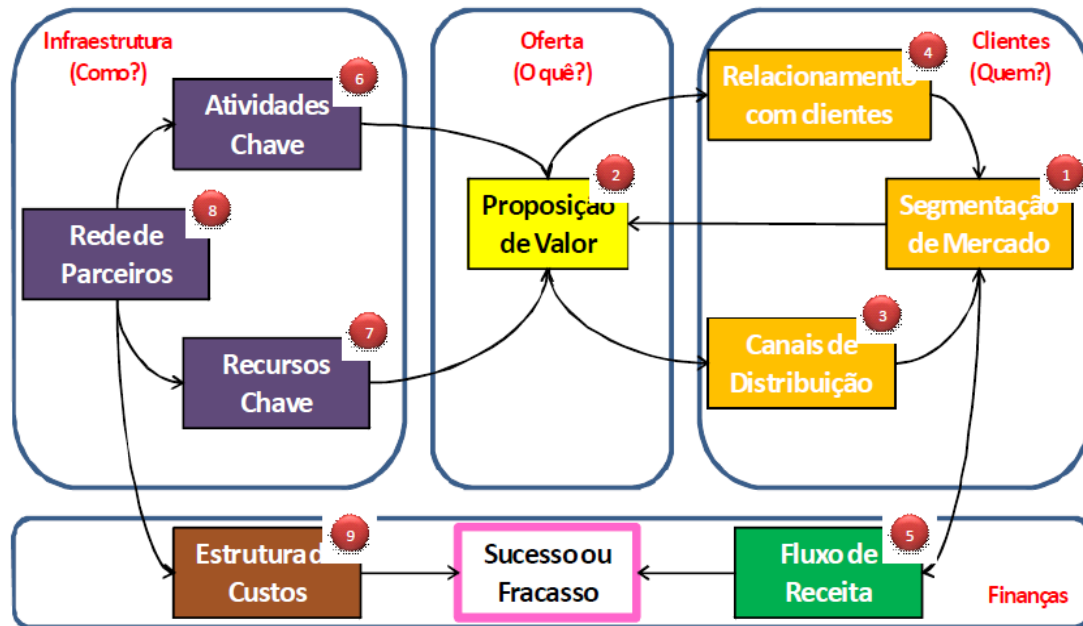 Infraestrutura
(Como?)
6
Atividades
Chave
8
Rede de
Parceiros
7
Recursos
Chave
Oferta
(O quê?)
2
Proposição
de Valor
4
Clientes
(Quem?)
Relacionamento
com clientes
1
Segmentação
de Mercado
3
Canais de
Distribuição
9
Estrutura d
Custos
Sucesso ou
Fracasso
5
Fluxo de
Receita
Finanças